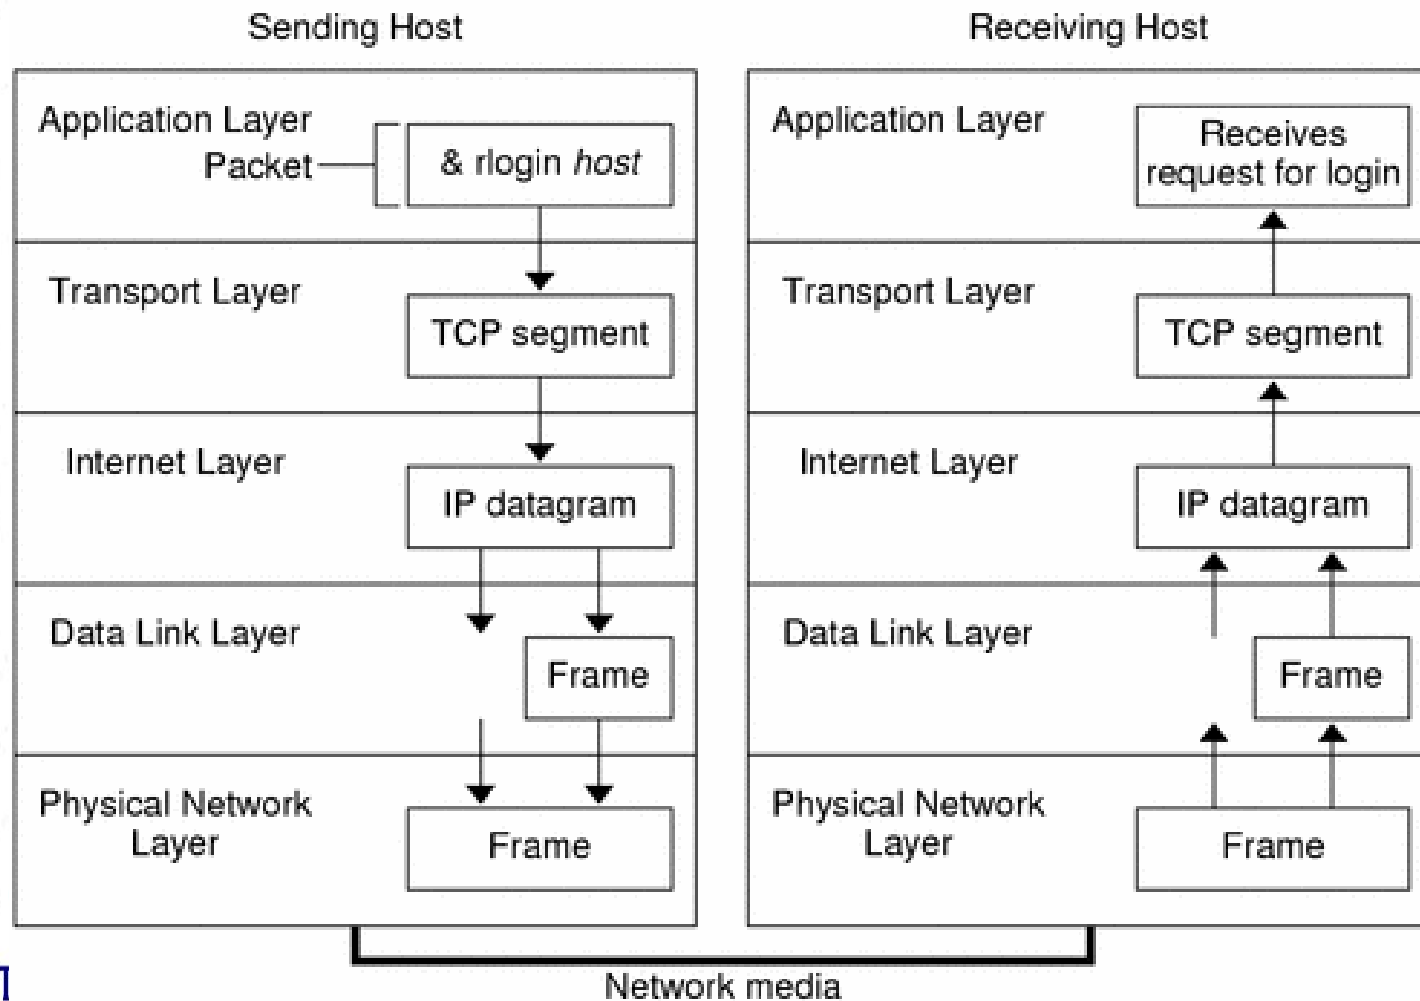 Sending Host
Receiving Host
Application Layer
Packet
& rlogin host
Transport Layer
TCP segment
Internet Layer
IP datagram
Data Link Layer
Frame
Physical Network
Layer
Frame
Application Layer
Receives
request for login
Transport Layer
TCP segment
Internet Layer
IP datagram
Data Link Layer
Frame
Physical Network
Layer
Frame
Network media